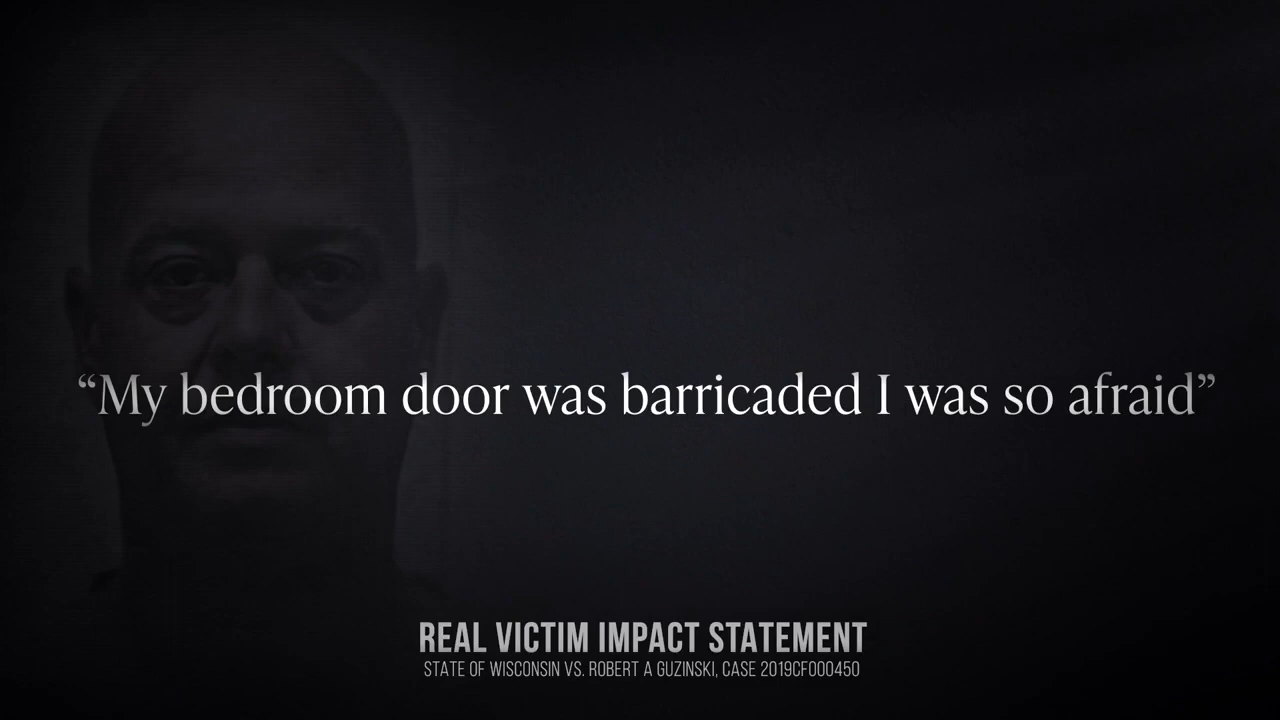 “My bedroom door was barricaded I was so afraid”
REAL VICTIM IMPACT STATEMENT
STATE OF WISCONSIN VS. ROBERT A GUZINSKI, CASE 2019CF000450